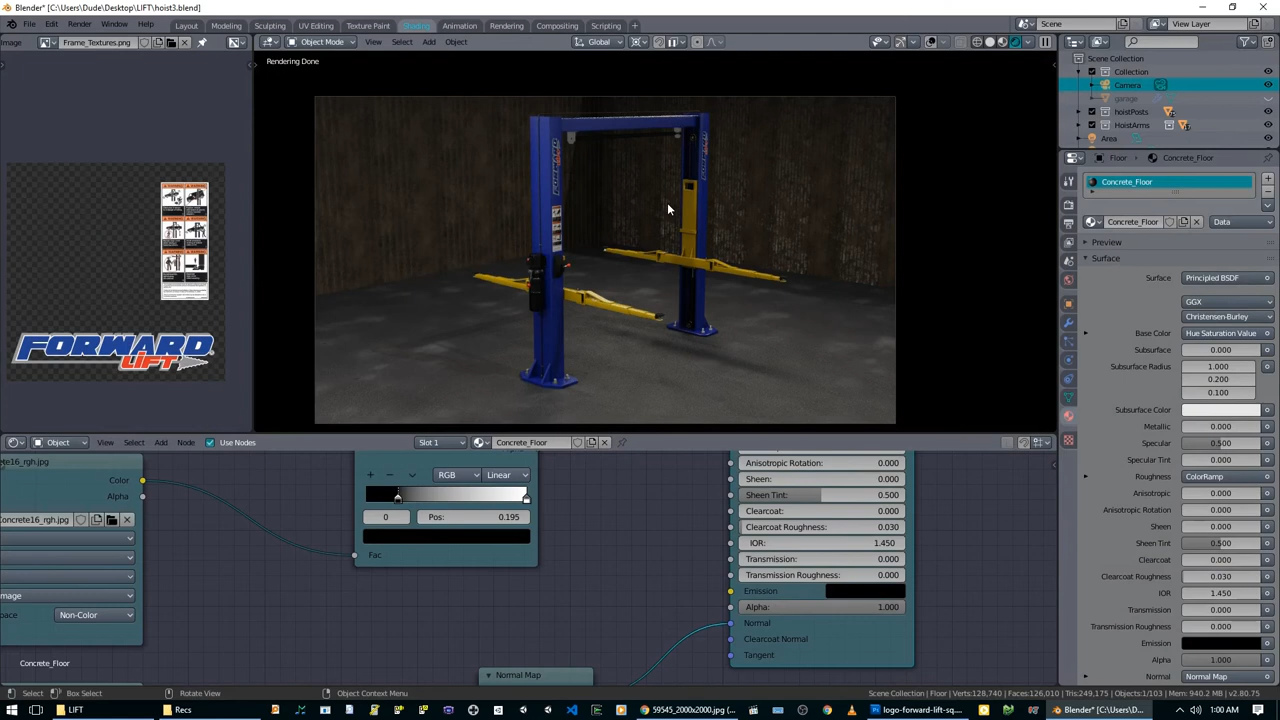 Blender* [C:\Users\Dude\Desktop\LIFT\hoist3.blend]
File Edit Render Window Help Layout Modeling Sculpting UV Editing Texture Paint Shading Animation Rendering Compositing Scripting + Scene View Layer
Image Frame_Textures.png Object Mode View Select Add Object Global
Rendering Done
Scene Collection
Collection
Camera
garage
hoistPosts
HoistArms
Area
Floor Concrete_Floor
Concrete_Floor
Concrete_Floor Data
Preview
Surface
Surface Principled BSDF
GGX
Christensen-Burley
Base Color Hue Saturation Value
Subsurface 0.000
Subsurface Radius 1.000
0.200
0.100
Subsurface Color
Metallic 0.000
Specular 0.500
Specular Tint 0.000
Roughness ColorRamp
Anisotropic 0.000
Anisotropic Rotation 0.000
Sheen 0.000
Sheen Tint 0.500
Clearcoat 0.000
Clearcoat Roughness 0.030
IOR 1.450
Transmission 0.000
Transmission Roughness 0.000
Emission
Alpha 1.000
Normal Normal Map
FORWARD
LIFT
FORWARD
Object View Select Add Node Use Nodes Slot 1 Concrete_Floor
ete16_rgh.jpg
Color
Alpha
Concrete16_rgh.jpg
mage
pace Non-Color
Concrete_Floor
RGB Linear
0 Pos: 0.195
Fac
Normal Map
Anisotropic Rotation: 0.000
Sheen: 0.000
Sheen Tint: 0.500
Clearcoat: 0.000
Clearcoat Roughness: 0.030
IOR: 1.450
Transmission: 0.000
Transmission Roughness: 0.000
Emission
Alpha: 1.000
Normal
Clearcoat Normal
Tangent
Select Box Select Rotate View Object Context Menu Scene Collection | Floor | Verts:128,740 | Faces:126,010 | Tris:249,175 | Objects:1/103 | Mem: 940.2 MB | v2.80.75
LIFT Recs 59545_2000x2000.jpg (... logo-forward-lift-sq... Blender* [C:\Users\D... 1:00 AM